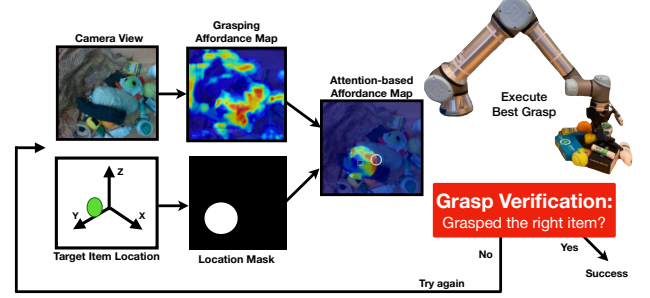 Camera View
Grasping
Affordance Map
Attention-based
Affordance Map
Execute
Best Grasp
Z
Y
X
Target Item Location
Location Mask
Grasp Verification:
Grasped the right item?
No
Yes
Success
Try again